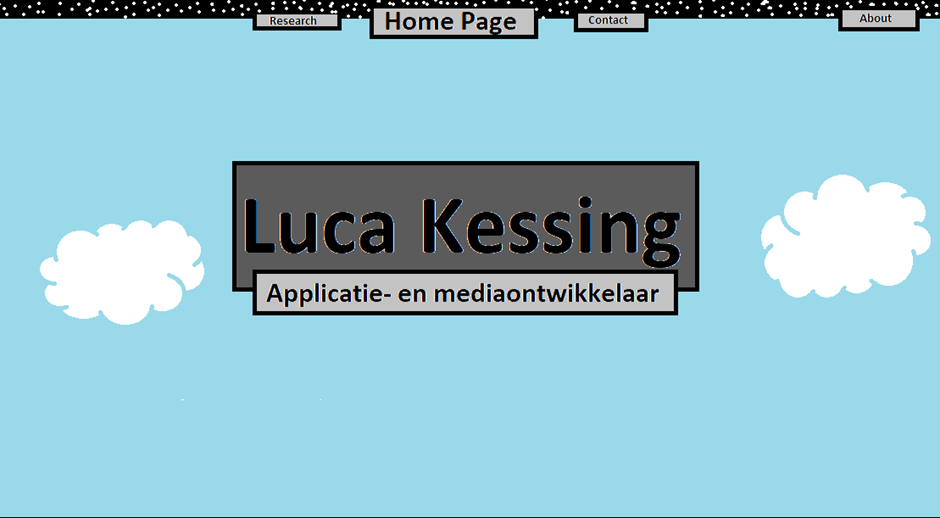 Research
Home Page
Contact
About
Luca Kessing
Applicatie- en mediaontwikkelaar